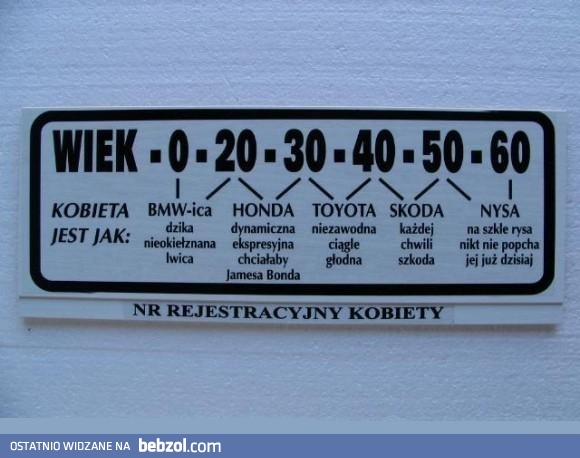 WIEK - 0 - 20 - 30 - 40 - 50 - 60
KOBIETA
JEST JAK:
BMW-ica
dzika
nieokiełznana
lwica
HONDA
dynamiczna
ekspresyjna
chciałaby
Jamesa Bonda
TOYOTA
niezawodna
ciągle
głodna
SKODA
każdej
chwili
szkoda
NYSA
na szkle rysa
nikt nie popcha
jej już dzisiaj
NR REJESTRACYJNY KOBIETY
OSTATNIO WIDZANE NA bebzol.com